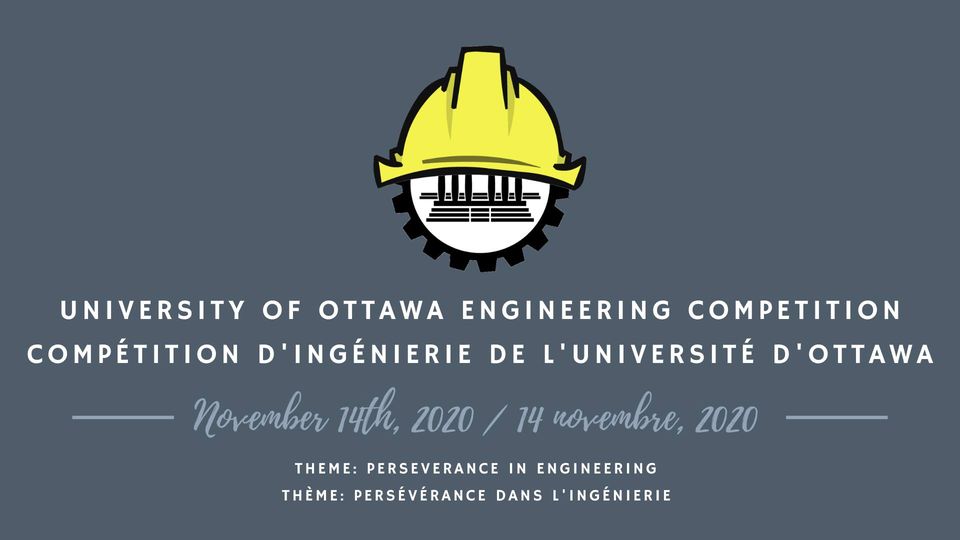 UNIVERSITY OF OTTAWA ENGINEERING COMPETITION
COMPÉTITION D'INGÉNIERIE DE L'UNIVERSITÉ D'OTTAWA
November 14th, 2020 / 14 novembre, 2020
THEME: PERSEVERANCE IN ENGINEERING
THÈME: PERSÉVÉRANCE DANS L'INGÉNIERIE